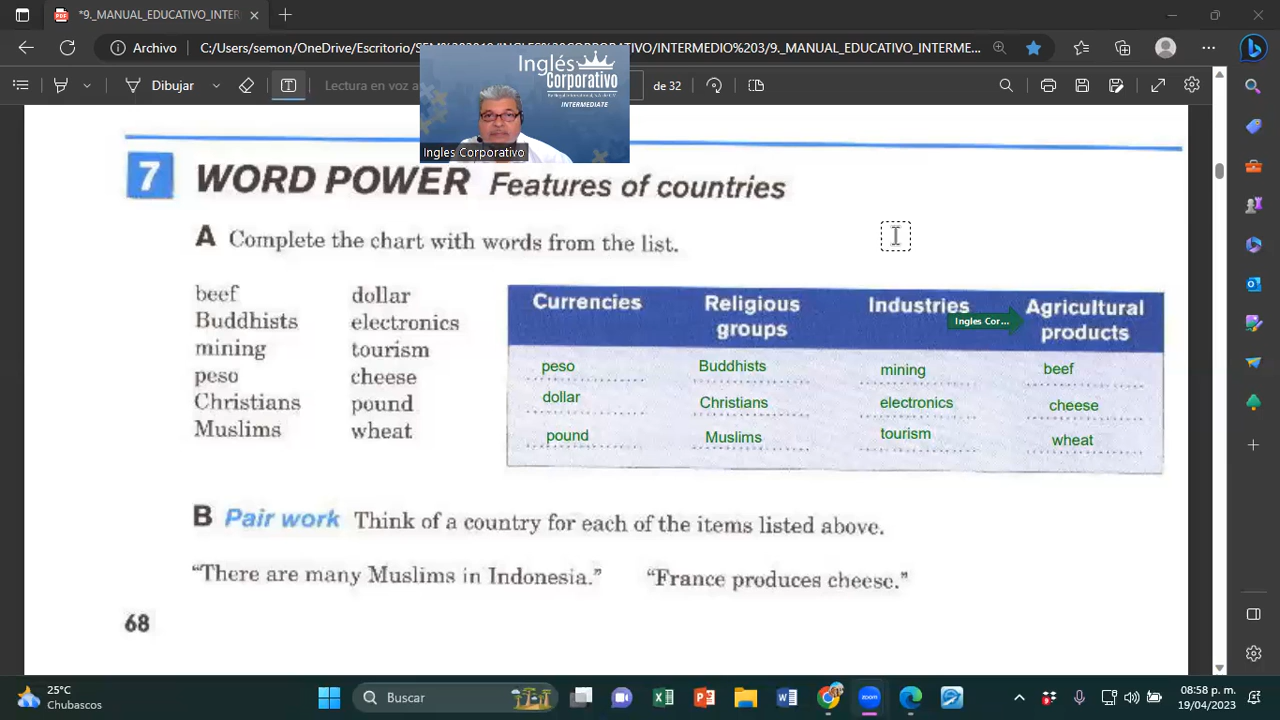 *9._MANUAL_EDUCATIVO_INTERME
Archivo
C:/Users/semon/OneDrive/Escritorio/
CORPORATIVO/INTERMEDIO%203/9._MANUAL_EDUCATIVO_INTERME...
Dibujar
Lectura en voz a
de 32
Inglés
Corporativo
INTERMEDIATE
Ingles Corporativo
7 WORD POWER Features of countries
A Complete the chart with words from the list.
beef dollar
Buddhists electronics
mining tourism
peso cheese
Christians pound
Muslims wheat
Currencies Religious groups Industries Agricultural products
Ingles Cor...
peso Buddhists mining beef
dollar Christians electronics cheese
pound Muslims tourism wheat
B Pair work Think of a country for each of the items listed above.
“There are many Muslims in Indonesia.” “France produces cheese.”
68
25°C
Chubascos
Buscar
08:58 p. m.
19/04/2023